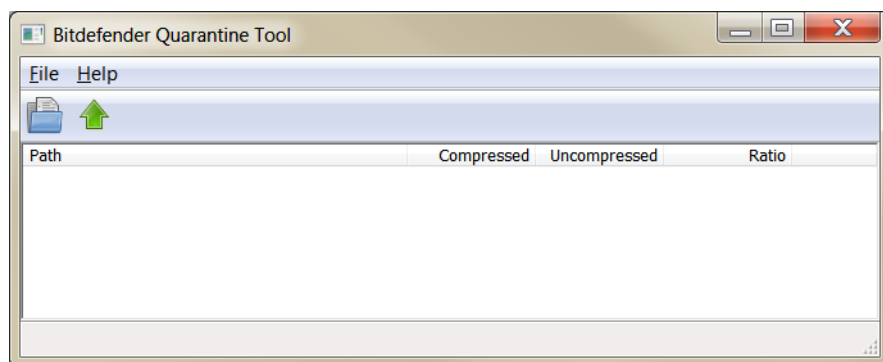 Bitdefender Quarantine Tool
File Help
Path Compressed Uncompressed Ratio